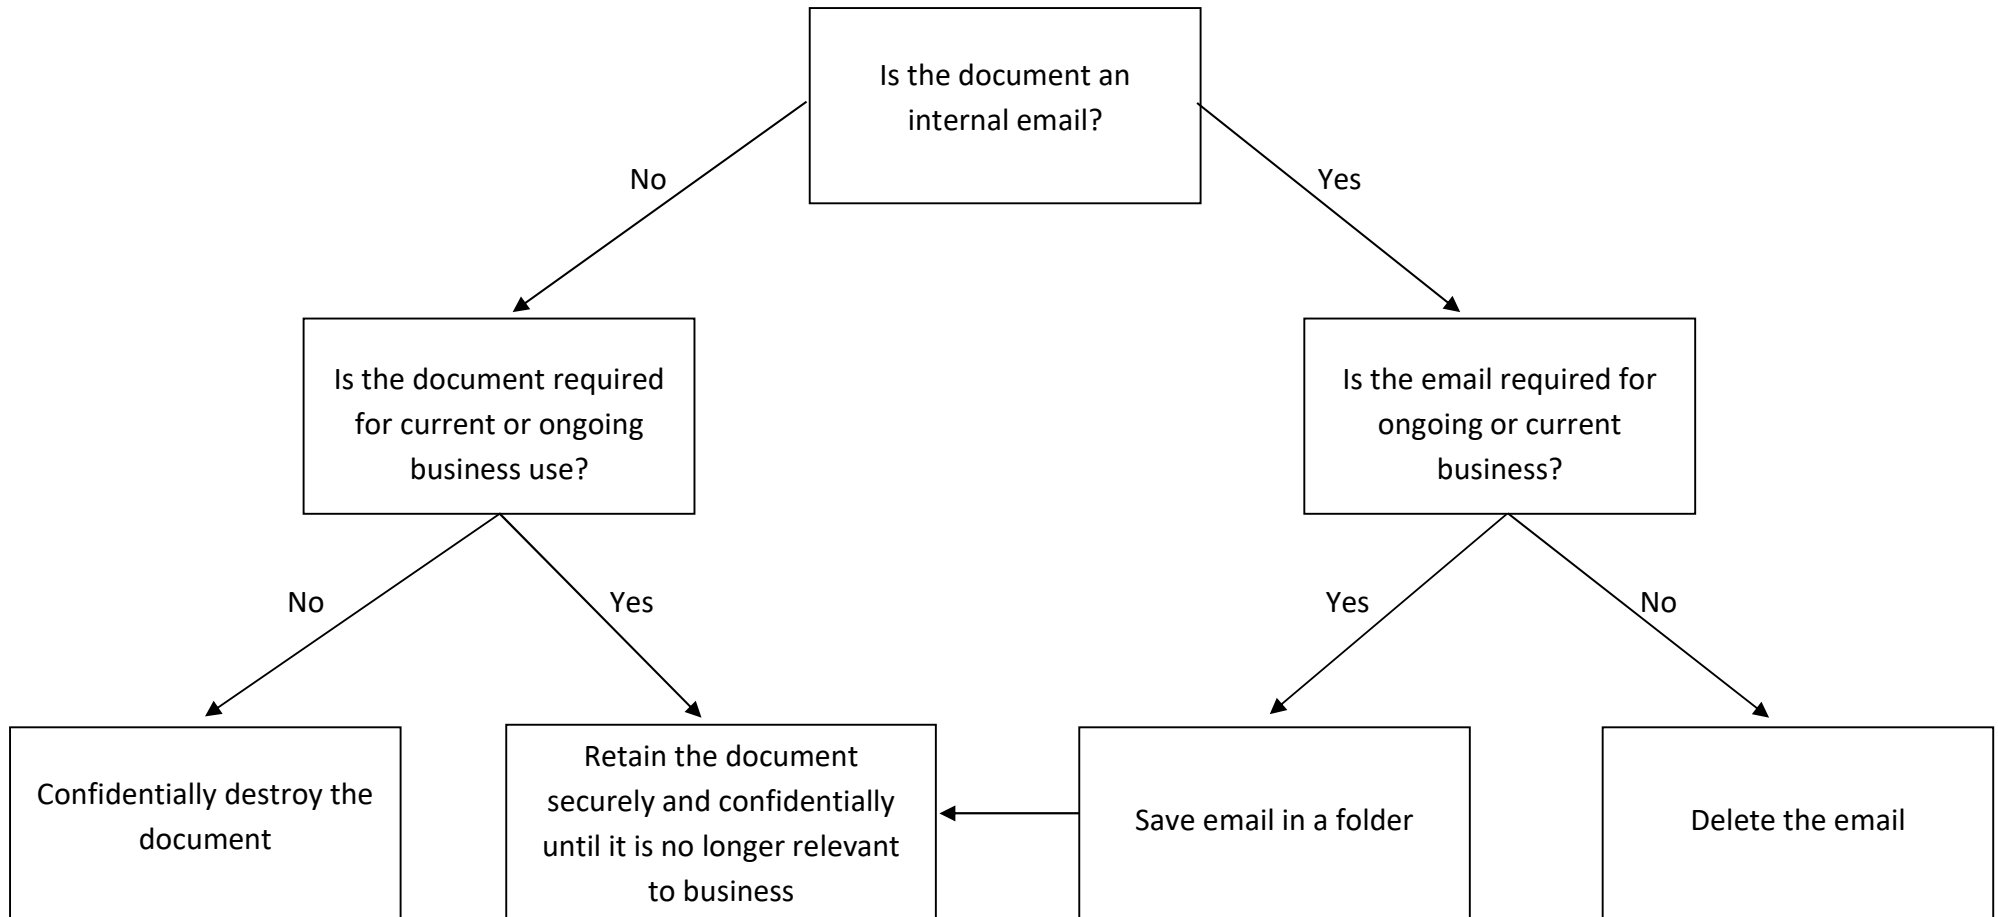 Is the document an
internal email?
No
Yes
Is the document required
for current or ongoing
business use?
Is the email required for
ongoing or current
business?
No
Yes
Yes
No
Confidentially destroy the
document
Retain the document
securely and confidentially
until it is no longer relevant
to business
Save email in a folder
Delete the email